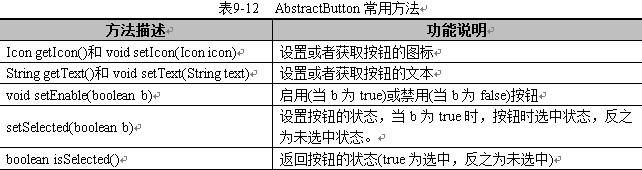 表9-12 AbstractButton 常用方法
方法描述 功能说明
Icon getIcon()和 void setIcon(Icon icon) 设置或者获取按钮的图标
String getText()和 void setText(String text) 设置或者获取按钮的文本
void setEnable(boolean b) 启用(当 b 为 true)或禁用(当 b 为 false)按钮
setSelected(boolean b) 设置按钮的状态，当 b 为 true 时，按钮时选中状态，反之
为未选中状态。
boolean isSelected() 返回按钮的状态(true 为选中，反之为未选中)